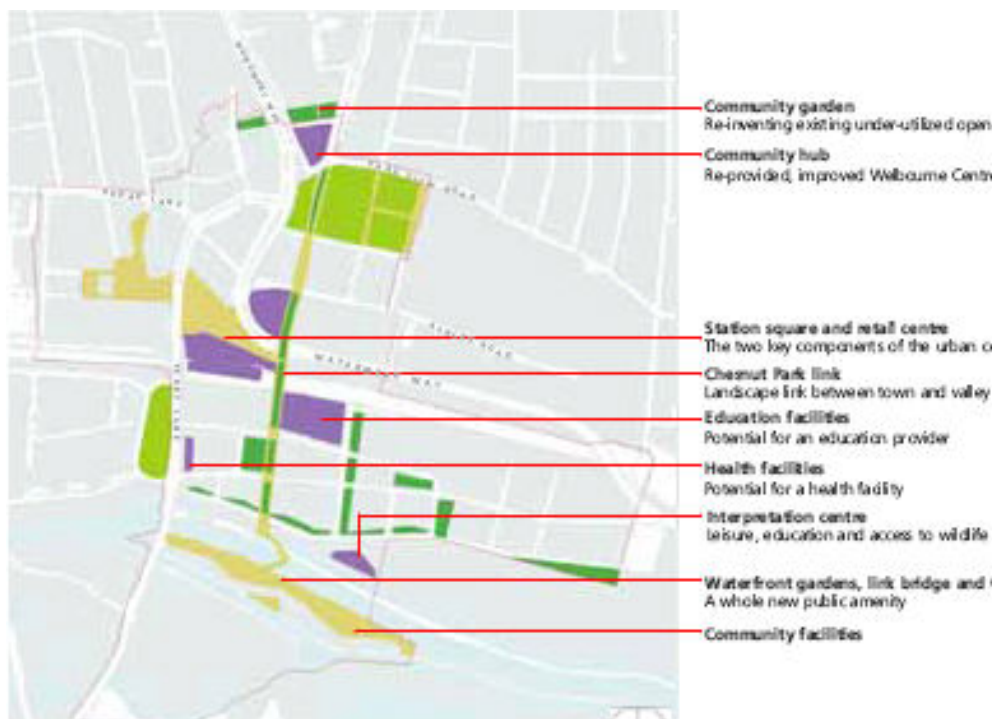 Community garden
Re-inventing existing under-utilized open
Community hub
Re-provided, improved Welbourne Centre
Station square and retail centre
The two key components of the urban
Chesnut Park link
Landscape link between town and valley
Education facilities
Potential for an education provider
Health facilities
Potential for a health facility
Interpretation centre
Leisure, education and access to wildlife
Waterfront gardens, link bridge and
A whole new public amenity
Community facilities
WATERMEAD WAY